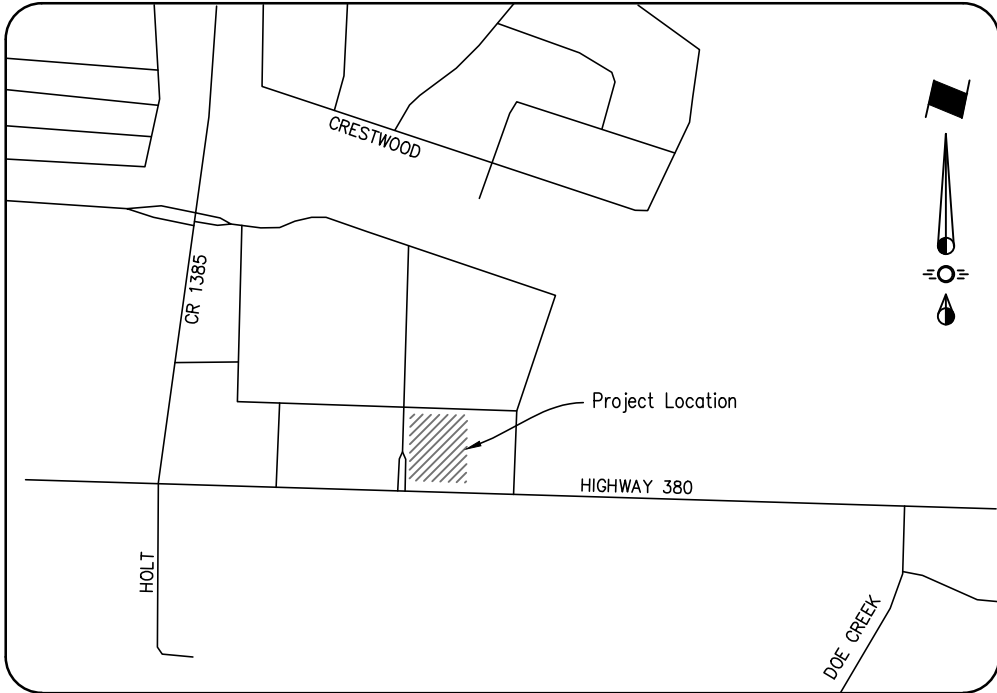 CRESTWOOD
CR 1385
Project Location
HIGHWAY 380
HOLT
DOE CREEK